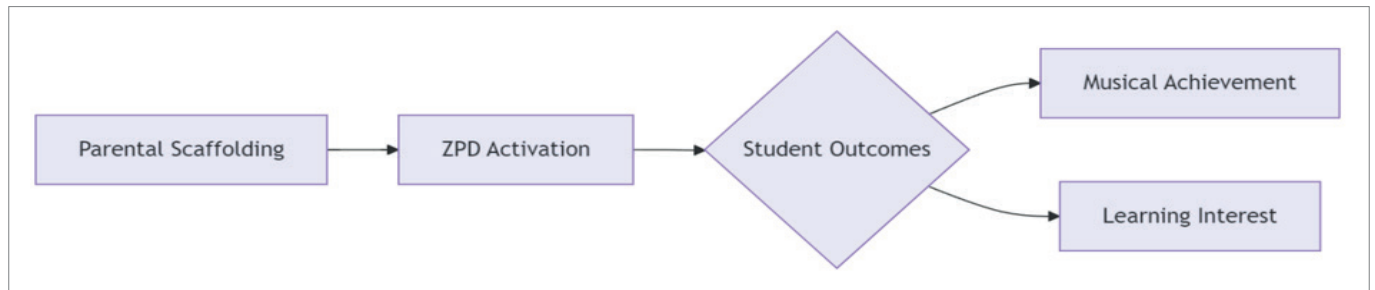 Parental Scaffolding
ZPD Activation
Student Outcomes
Musical Achievement
Learning Interest